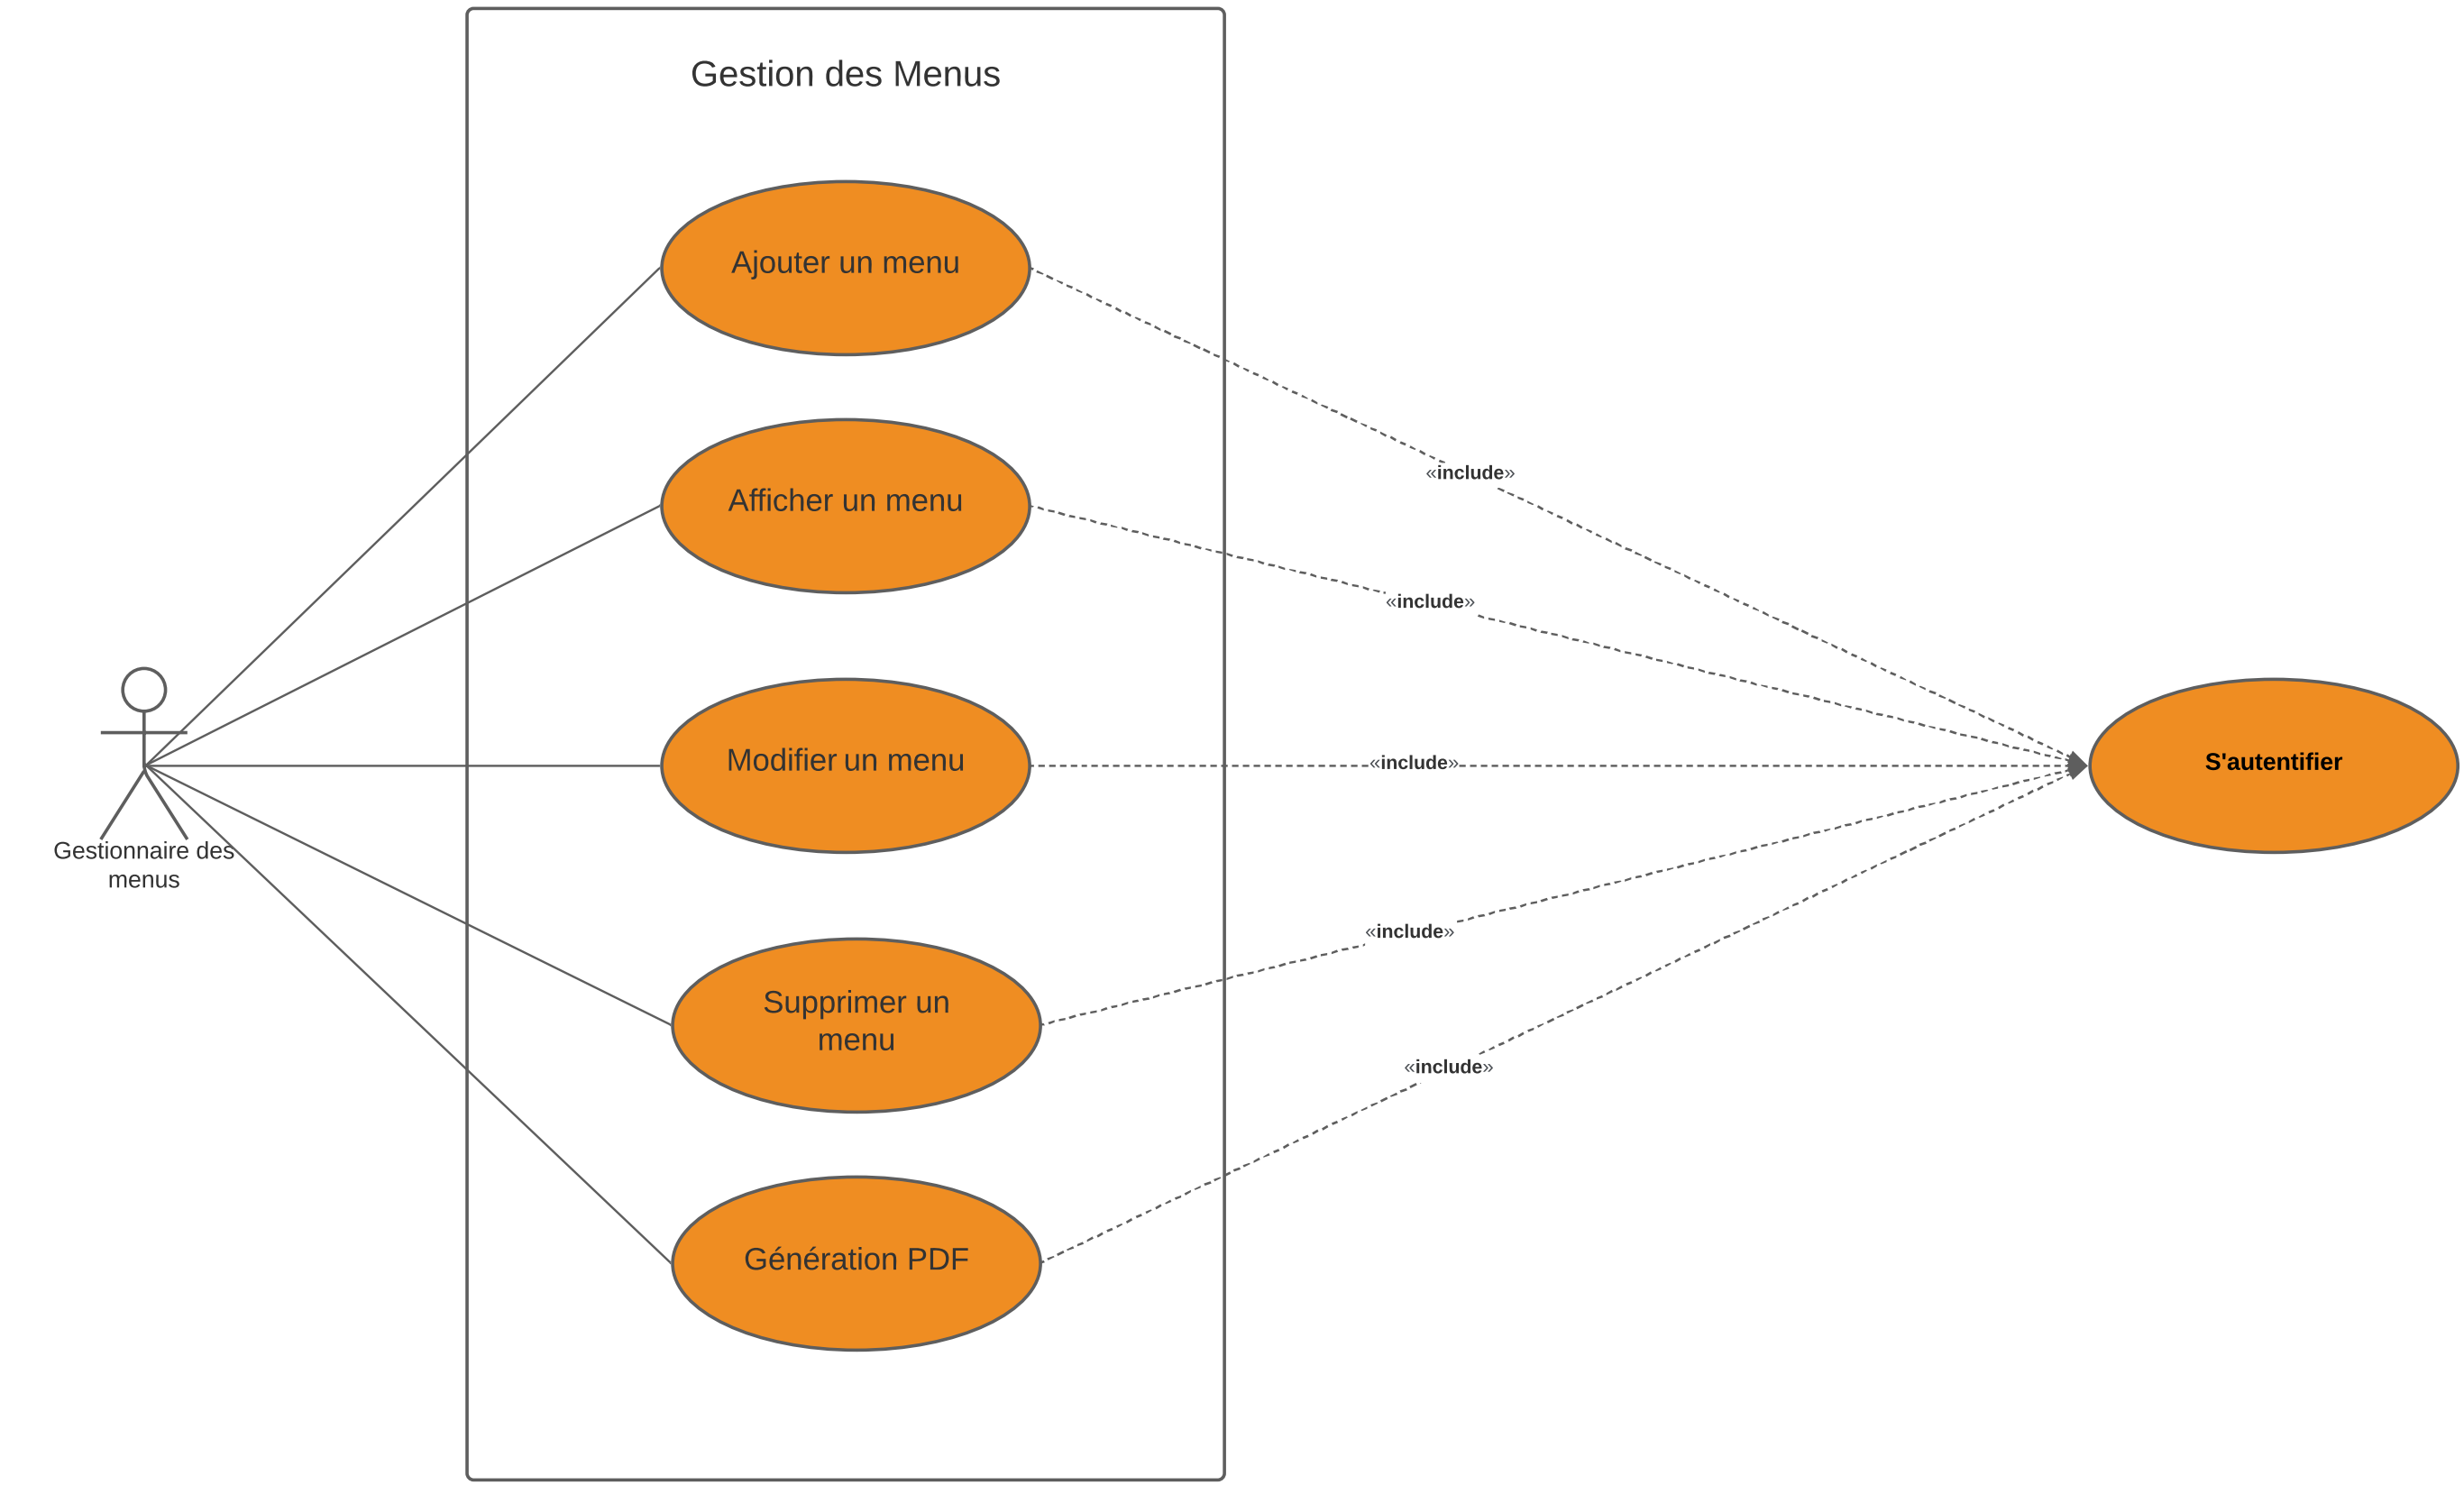 Gestion des Menus
Ajouter un menu
«include»
Afficher un menu
«include»
Modifier un menu
«include»
S'autentifier
Gestionnaire des
menus
«include»
Supprimer un
menu
«include»
Génération PDF